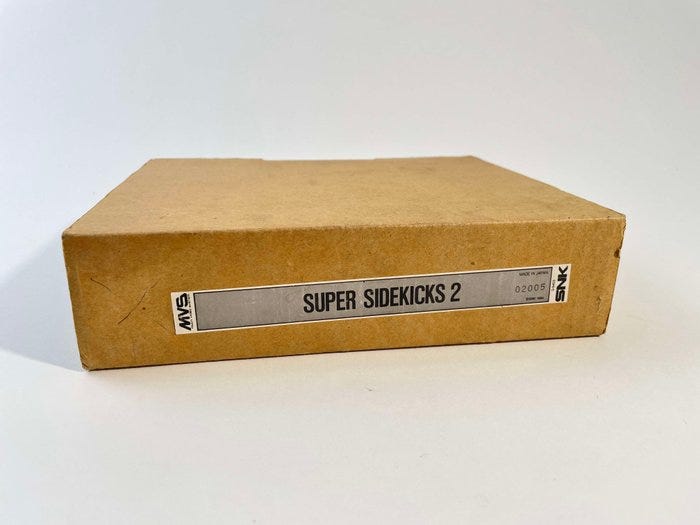 MVS
SUPER SIDEKICKS 2
MADE IN JAPAN
02005
SNK